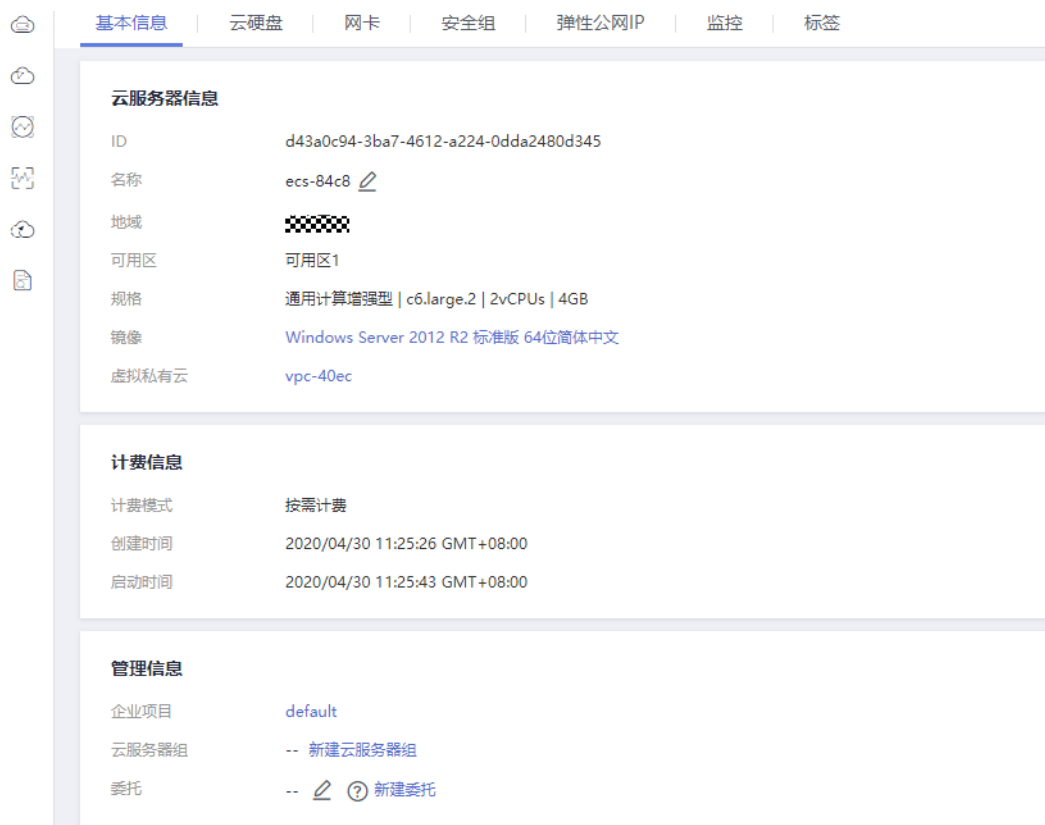 基本信息 云硬盘 网卡 安全组 弹性公网IP 监控 标签
云服务器信息
ID d43a0c94-3ba7-4612-a224-0dda2480d345
名称 ecs-84c8
地域
可用区 可用区1
规格 通用计算增强型 | c6.large.2 | 2vCPUs | 4GB
镜像 Windows Server 2012 R2 标准版 64位简体中文
虚拟私有云 vpc-40ec
计费信息
计费模式 按需计费
创建时间 2020/04/30 11:25:26 GMT+08:00
启动时间 2020/04/30 11:25:43 GMT+08:00
管理信息
企业项目 default
云服务器组 -- 新建云服务器组
委托 -- 新建委托